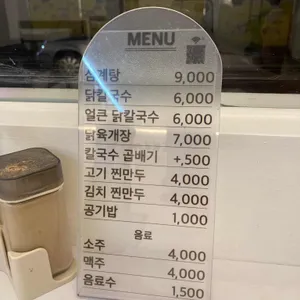 MENU
삼계탕 9,000
닭칼국수 6,000
얼큰 닭칼국수 6,000
닭육개장 7,000
칼국수 곱배기 +,500
고기 찐만두 4,000
김치 찐만두 4,000
공기밥 1,000
음료
소주 4,000
맥주 4,000
음료수 1,500